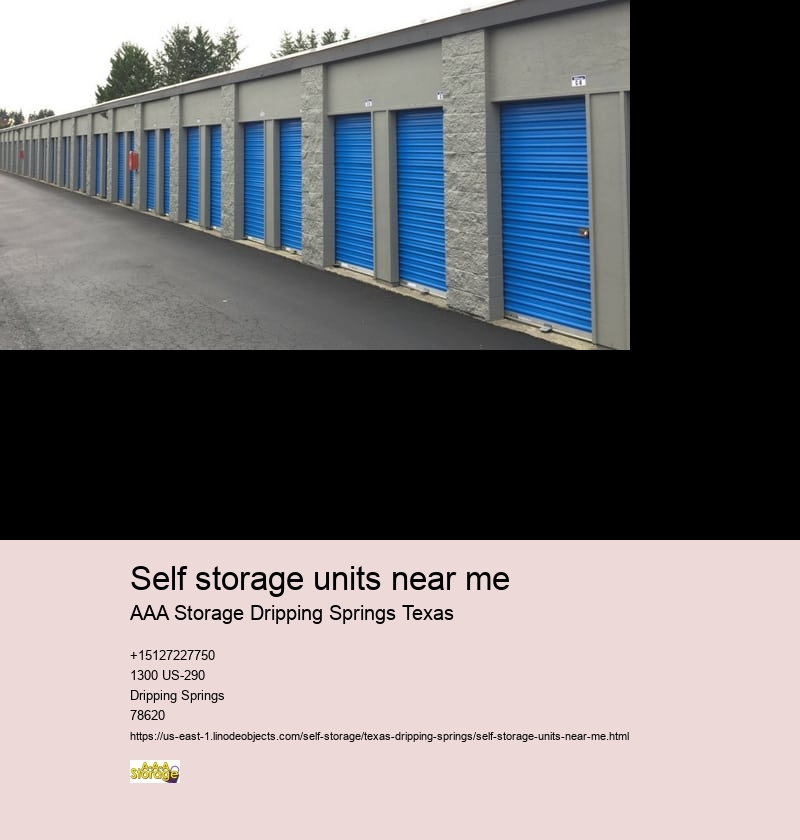 Self storage units near me
AAA Storage Dripping Springs Texas
+15127227750
1300 US-290
Dripping Springs
78620
https://us-east-1.linodeobjects.com/self-storage/texas-dripping-springs/self-storage-units-near-me.html
A-A-A
Storage